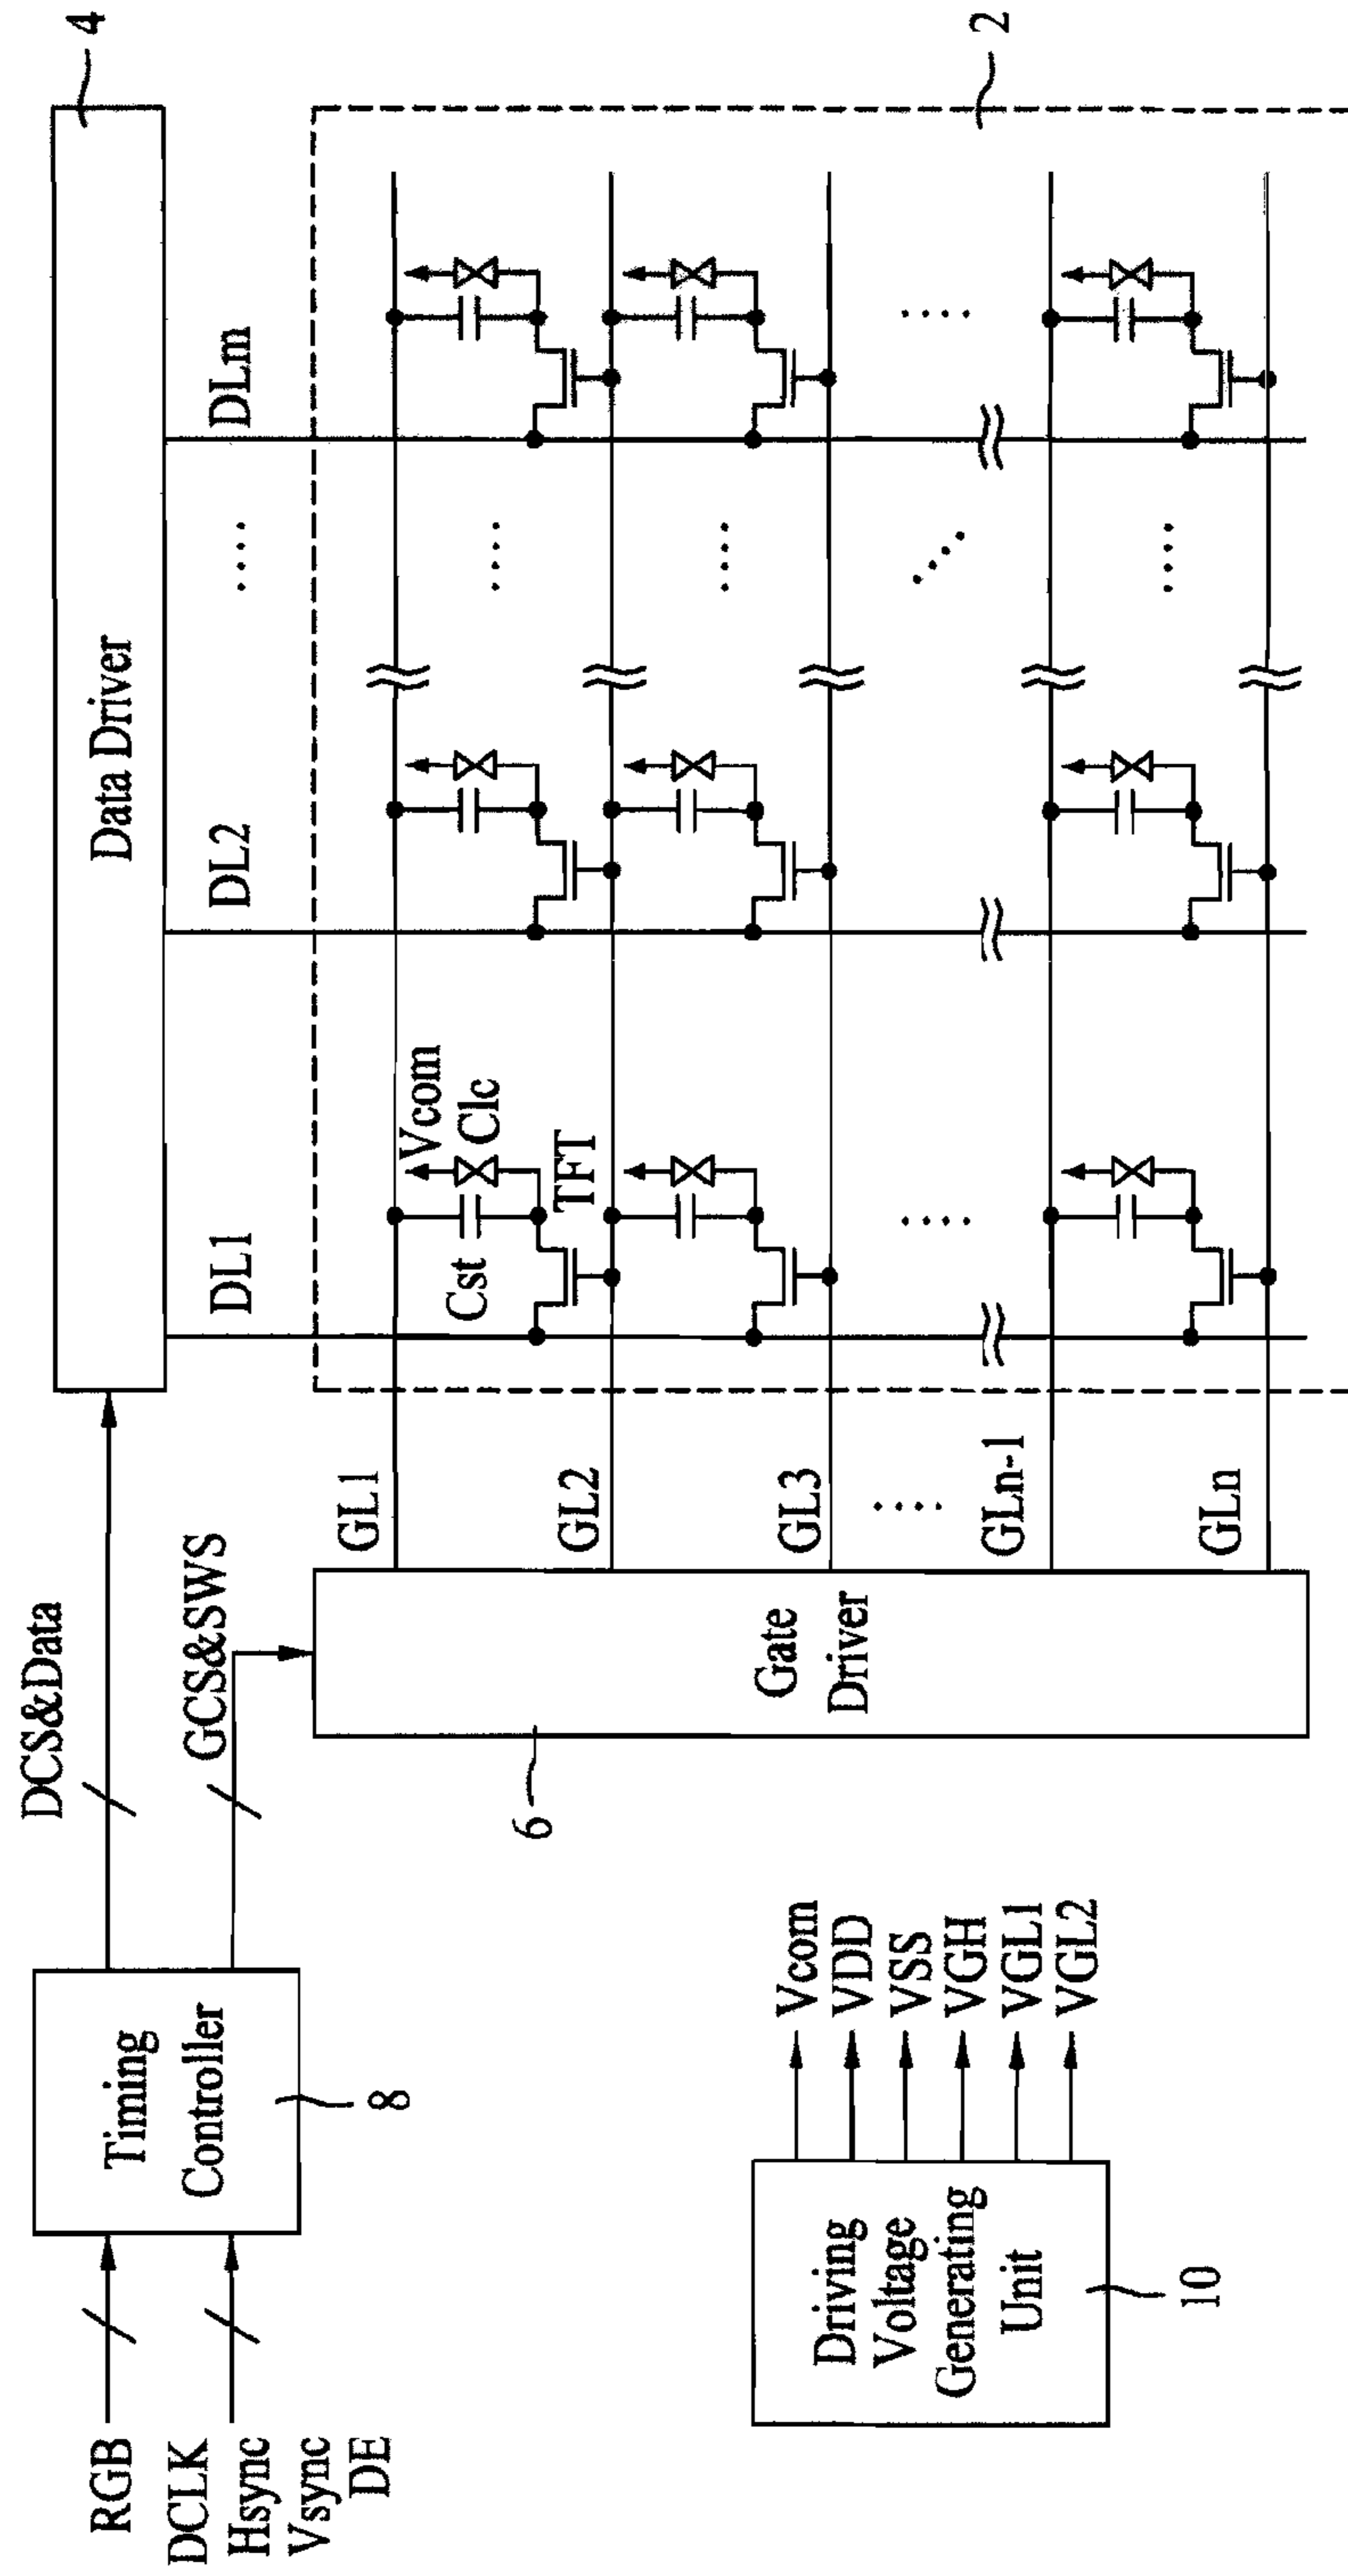 RGB
DCLK
Hsync
Vsync
DE
Timing
Controller
8
DCS&Data
GCS&SWS
Data Driver
4
DL1
DL2
....
DLm
Driving
Voltage
Generating
Unit
10
Vcom
VDD
VSS
VGH
VGL1
VGL2
6
Gate
Driver
GL1
GL2
GL3
....
GLn-1
GLn
Vcom
Clc
Cst
TFT
2